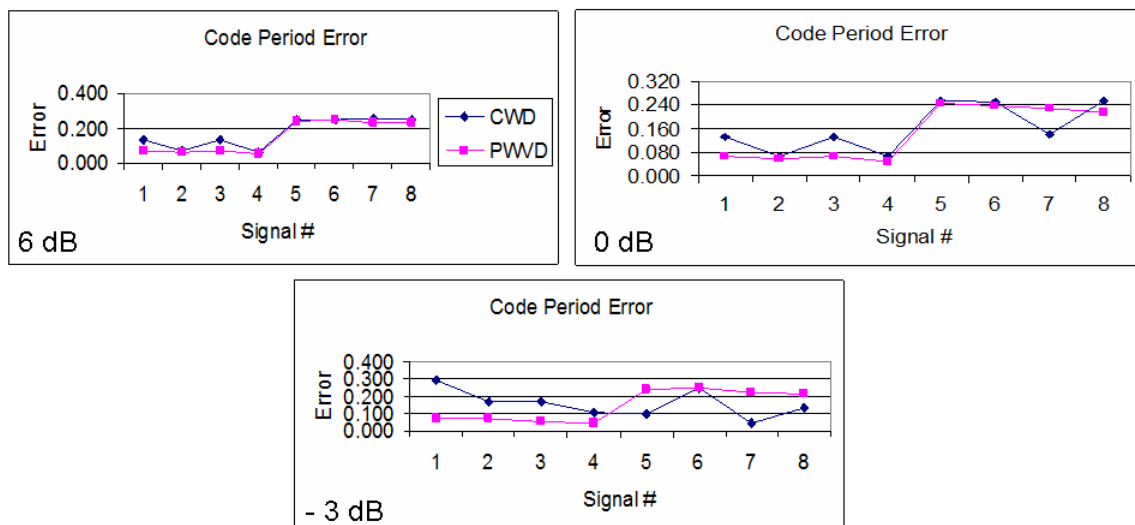 Code Period Error
0.400
0.200
0.000
Error
1 2 3 4 5 6 7 8
Signal #
CWD
PWVD
6 dB
Code Period Error
0.320
0.240
0.160
0.080
0.000
Error
1 2 3 4 5 6 7 8
Signal #
0 dB
Code Period Error
0.400
0.300
0.200
0.100
0.000
Error
1 2 3 4 5 6 7 8
Signal #
- 3 dB